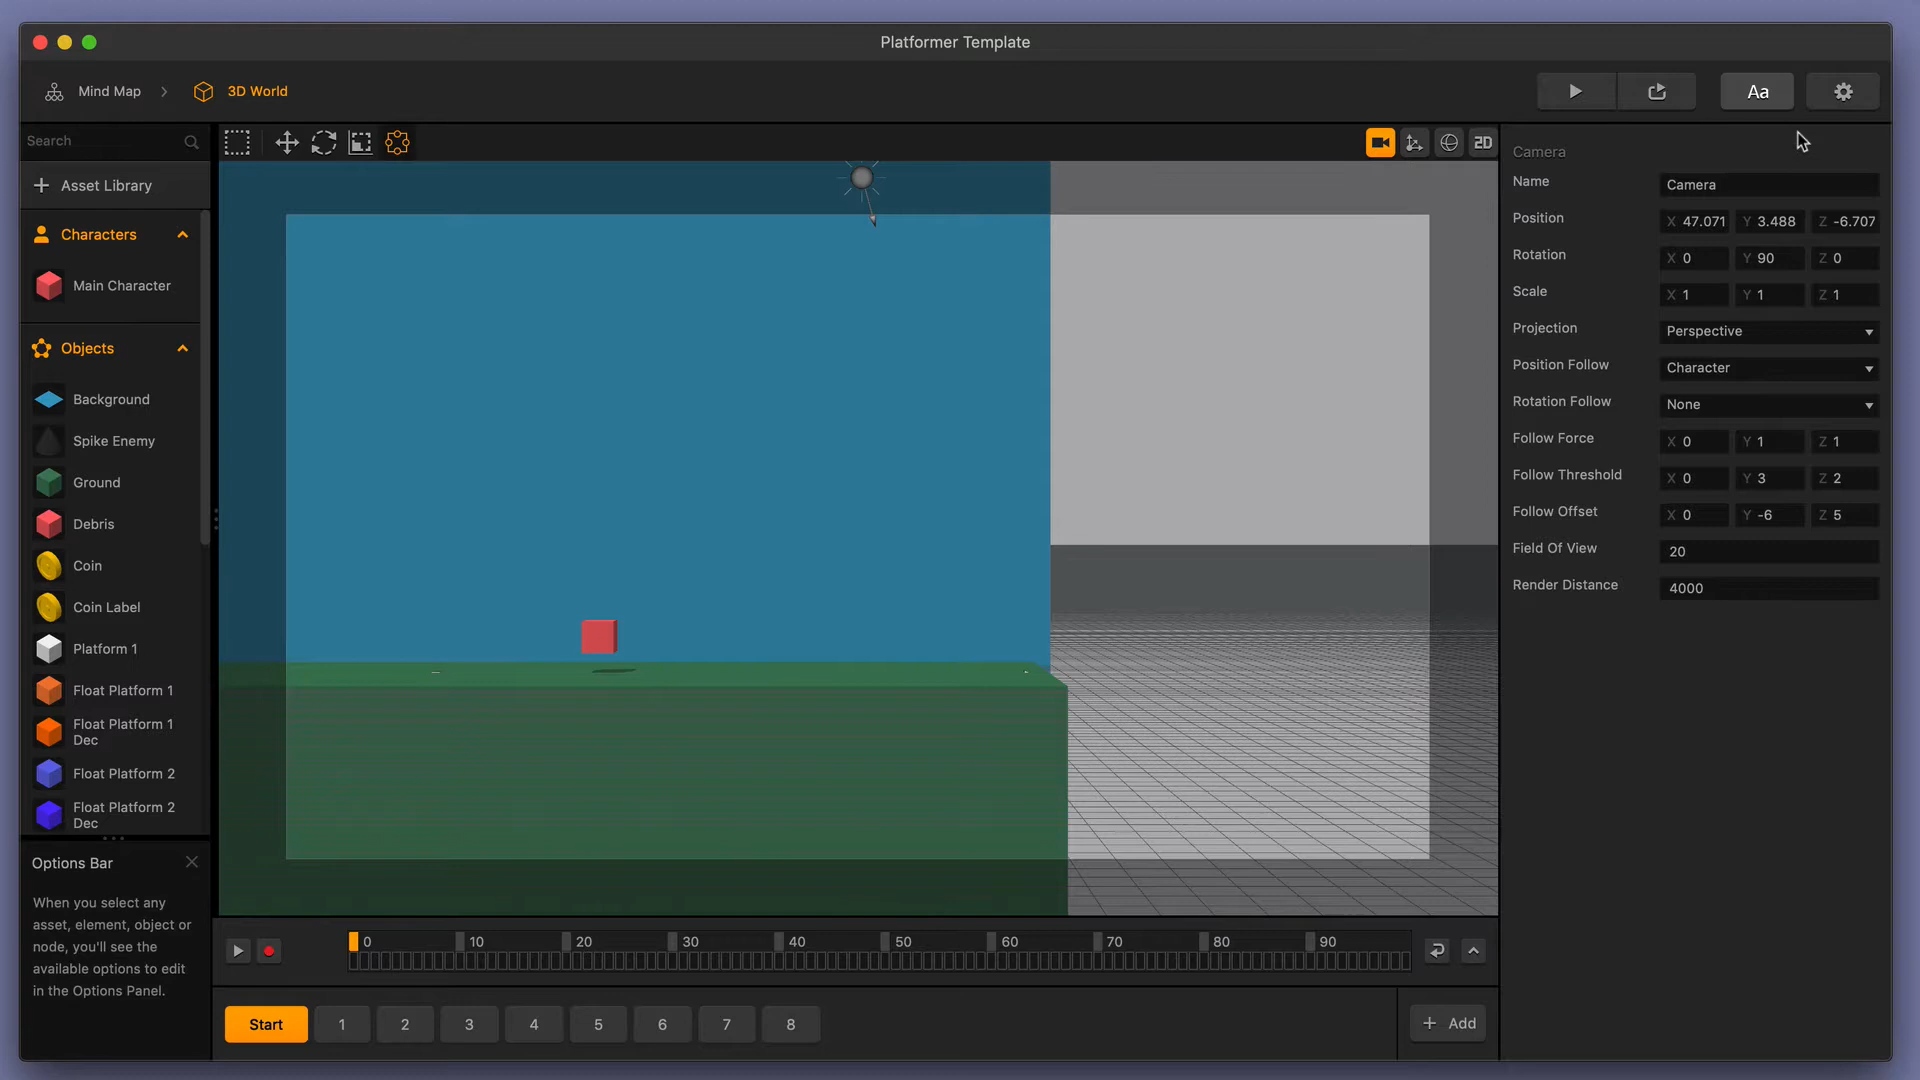 Platformer Template
Mind Map
3D World
Aa
Search
2D
Asset Library
Characters
Main Character
Objects
Background
Spike Enemy
Ground
Debris
Coin
Coin Label
Platform 1
Float Platform 1
Float Platform 1
Dec
Float Platform 2
Float Platform 2
Dec
Options Bar
When you select any
asset, element, object or
node, you'll see the
available options to edit
in the Options Panel.
0 10 20 30 40 50 60 70 80 90
Start 1 2 3 4 5 6 7 8
+ Add
Camera
Name Camera
Position X 47.071 Y 3.488 Z -6.707
Rotation X 0 Y 90 Z 0
Scale X 1 Y 1 Z 1
Projection Perspective
Position Follow Character
Rotation Follow None
Follow Force X 0 Y 1 Z 1
Follow Threshold X 0 Y 3 Z 2
Follow Offset X 0 Y -6 Z 5
Field Of View 20
Render Distance 4000